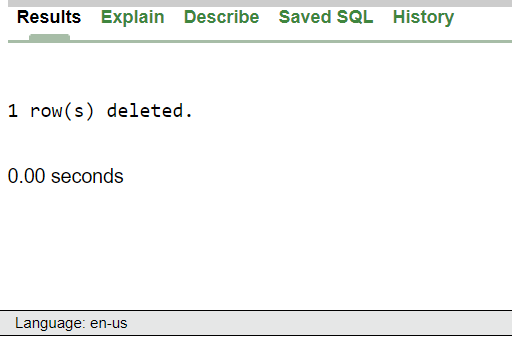 Results Explain Describe Saved SQL History
1 row(s) deleted.
0.00 seconds
Language: en-us